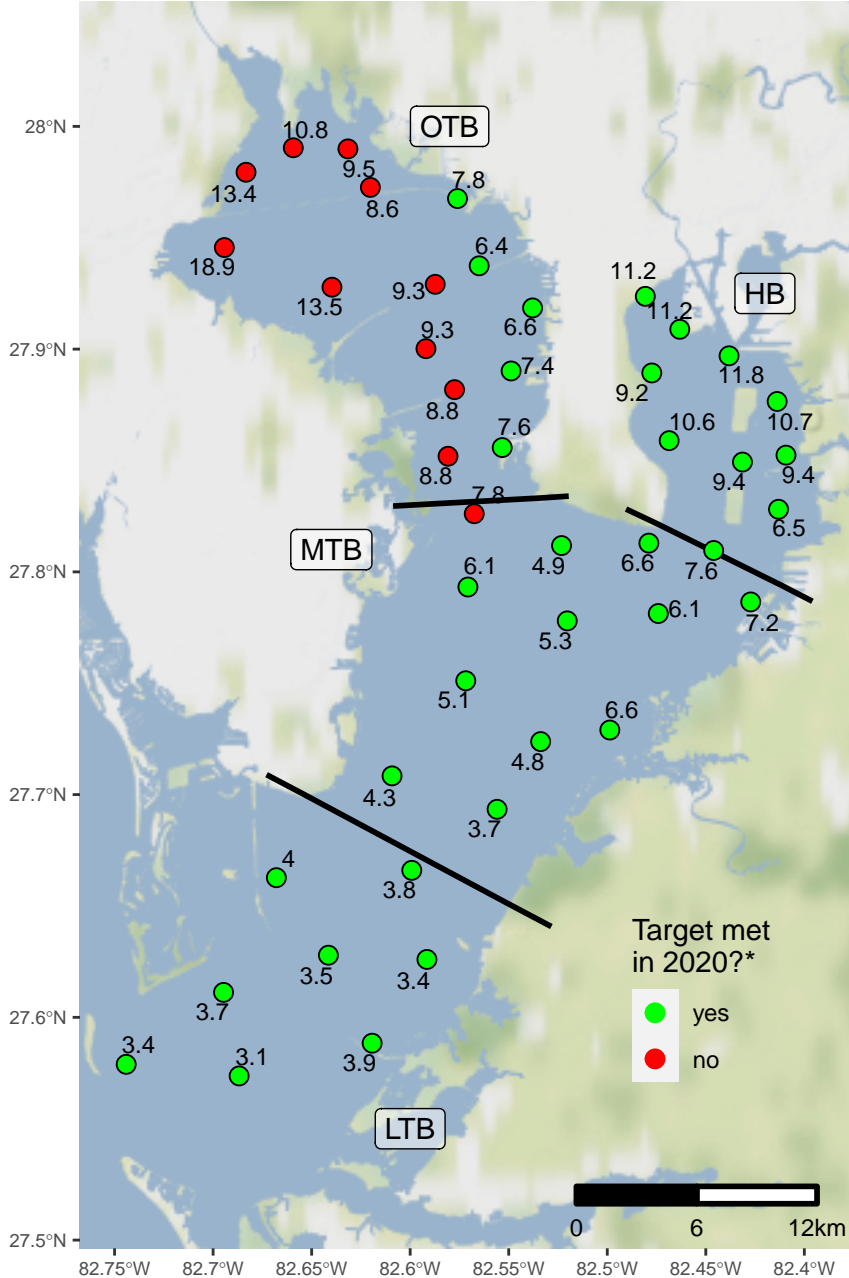 28°N
27.9°N
27.8°N
27.7°N
27.6°N
27.5°N
OTB
10.8
9.5
13.4
8.6
7.8
18.9
6.4
13.5
9.3
6.6
11.2
HB
11.2
9.3
7.4
9.2
11.8
8.8
10.7
7.6
10.6
8.8
9.4
9.4
7.8
6.5
MTB
4.9
6.6
7.6
6.1
5.3
6.1
7.2
5.1
6.6
4.8
4.3
3.7
4
3.8
3.5
3.4
3.7
3.4
3.1
3.9
LTB
Target met
in 2020?*
yes
no
0 6 12km
82.75°W 82.7°W 82.65°W 82.6°W 82.55°W 82.5°W 82.45°W 82.4°W